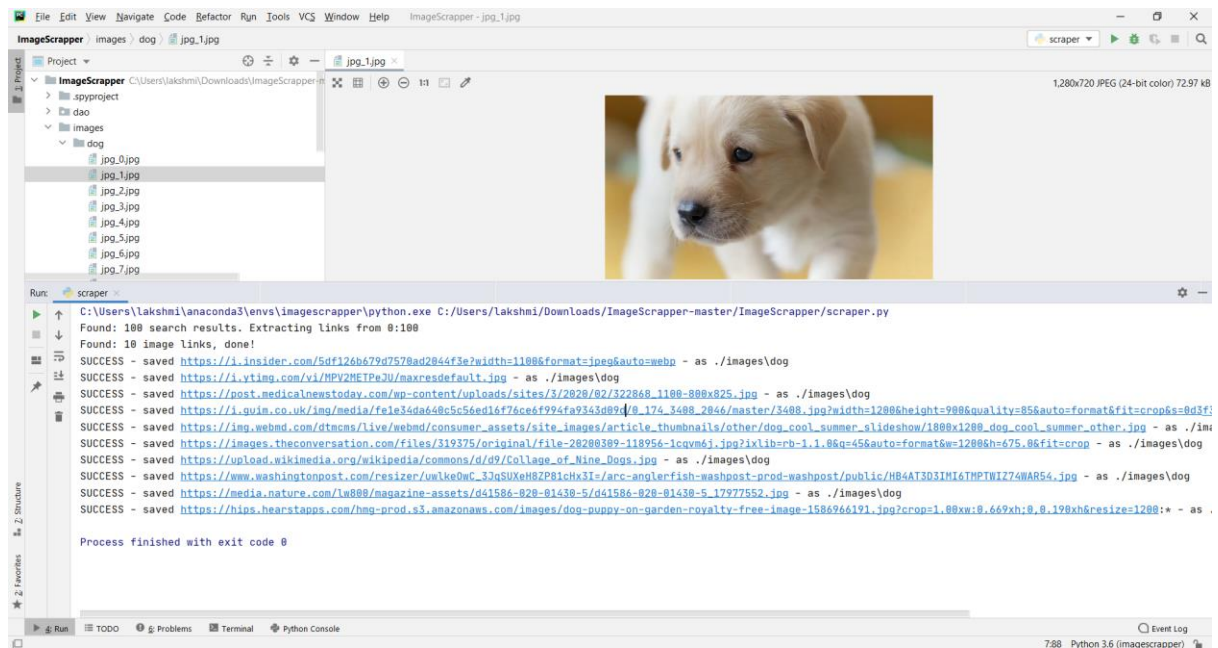 File Edit View Navigate Code Refactor Run Tools VCS Window Help ImageScrapper - jpg_1.jpg
ImageScrapper images dog jpg_1.jpg
scraper
1: Project
Project
jpg_1.jpg
ImageScrapper C:\Users\lakshmi\Downloads\ImageScrapper-m
1:1
1,280x720 JPEG (24-bit color) 72.97 kB
.spyproject
dao
images
dog
jpg_0.jpg
jpg_1.jpg
jpg_2.jpg
jpg_3.jpg
jpg_4.jpg
jpg_5.jpg
jpg_6.jpg
jpg_7.jpg
Run: scraper
C:\Users\lakshmi\anaconda3\envs\imagescrapper\python.exe C:/Users/lakshmi/Downloads/ImageScrapper-master/ImageScrapper/scraper.py
Found: 100 search results. Extracting links from 0:100
Found: 10 image links, done!
SUCCESS - saved https://i.insider.com/5df126b679d7570ad2044f3e?width=1100&format=jpeg&auto=webp - as ./images\dog
SUCCESS - saved https://i.ytimg.com/vi/MPV2METPeJU/maxresdefault.jpg - as ./images\dog
SUCCESS - saved https://post.medicalnewstoday.com/wp-content/uploads/sites/3/2020/02/322868_1100-800x825.jpg - as ./images\dog
SUCCESS - saved https://i.guim.co.uk/img/media/fe1e34da640c5c56ed16f76ce6f994fa9343d09d/0_174_3408_2046/master/3408.jpg?width=1200&height=900&quality=85&auto=format&fit=crop&s=0d3f3
SUCCESS - saved https://img.webmd.com/dtmcms/live/webmd/consumer_assets/site_images/article_thumbnails/other/dog_cool_summer_slideshow/1800x1200_dog_cool_summer_other.jpg - as ./ima
SUCCESS - saved https://images.theconversation.com/files/319375/original/file-20200309-118956-1cqvm6j.jpg?ixlib=rb-1.1.0&q=45&auto=format&w=1200&h=675.0&fit=crop - as ./images\dog
SUCCESS - saved https://upload.wikimedia.org/wikipedia/commons/d/d9/Collage_of_Nine_Dogs.jpg - as ./images\dog
SUCCESS - saved https://www.washingtonpost.com/resizer/uwlkeOwC_3JqSUXeH8ZP81cHx3I=/arc-anglerfish-washpost-prod-washpost/public/HB4AT3D3IMI6TMPTWIZ74WAR54.jpg - as ./images\dog
SUCCESS - saved https://media.nature.com/lw800/magazine-assets/d41586-020-01430-5/d41586-020-01430-5_17977552.jpg - as ./images\dog
SUCCESS - saved https://hips.hearstapps.com/hmg-prod.s3.amazonaws.com/images/dog-puppy-on-garden-royalty-free-image-1586966191.jpg?crop=1.00xw:0.669xh;0,0.190xh&resize=1200:* - as .
Process finished with exit code 0
Z: Structure
2: Favorites
4: Run TODO 6: Problems Terminal Python Console
Event Log
7:88 Python 3.6 (imagescrapper)